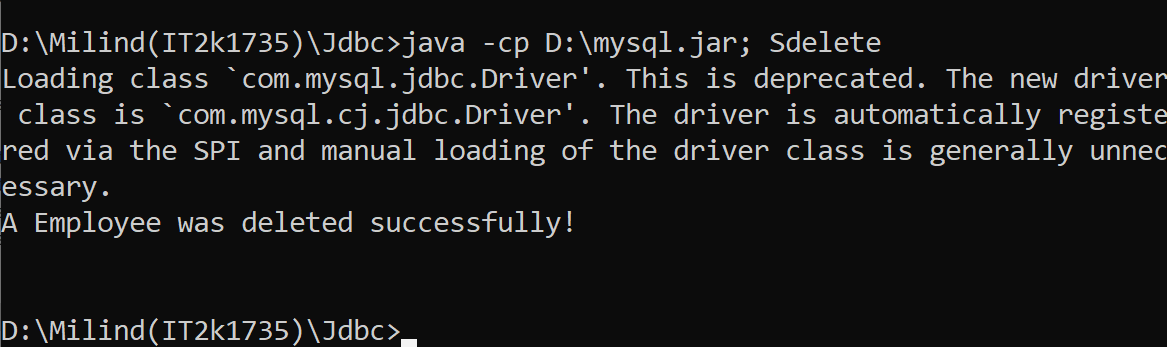 D:\Milind(IT2k1735)\Jdbc>java -cp D:\mysql.jar; Sdelete
Loading class `com.mysql.jdbc.Driver'. This is deprecated. The new driver
 class is `com.mysql.cj.jdbc.Driver'. The driver is automatically registe
red via the SPI and manual loading of the driver class is generally unnec
essary.
A Employee was deleted successfully!
D:\Milind(IT2k1735)\Jdbc>